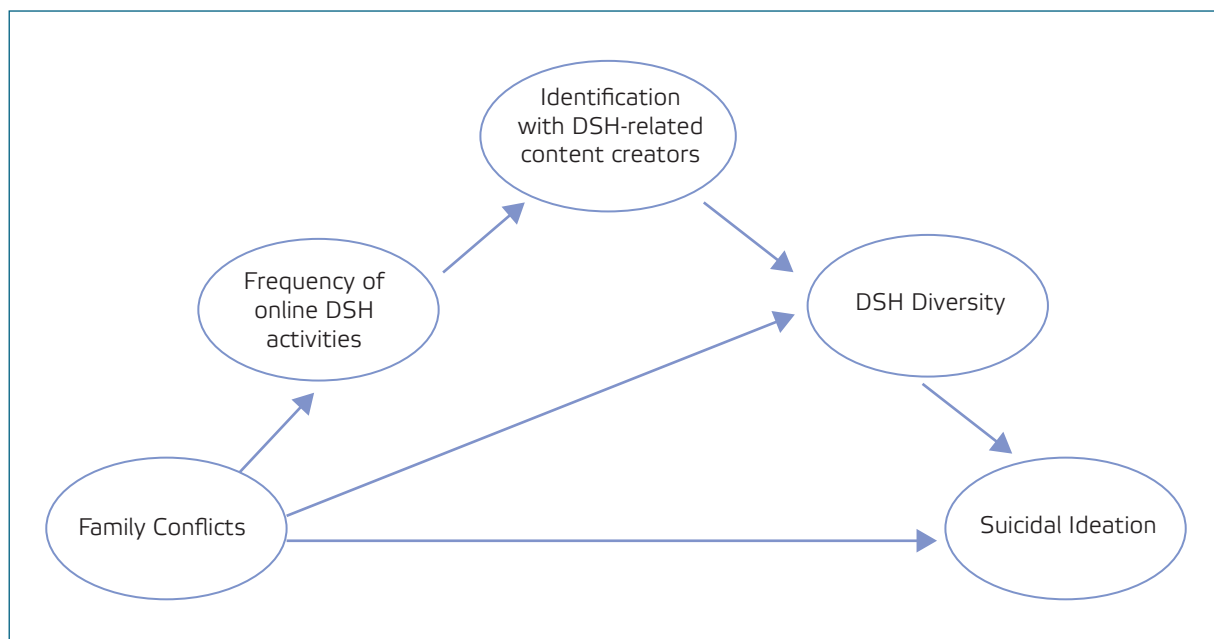 Identification
with DSH-related
content creators
Frequency of
online DSH
activities
DSH Diversity
Family Conflicts
Suicidal Ideation